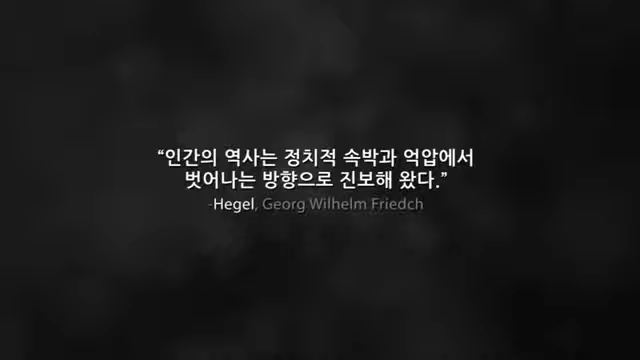 “인간의 역사는 정치적 속박과 억압에서
벗어나는 방향으로 진보해 왔다.”
-Hegel, Georg Wilhelm Friedch